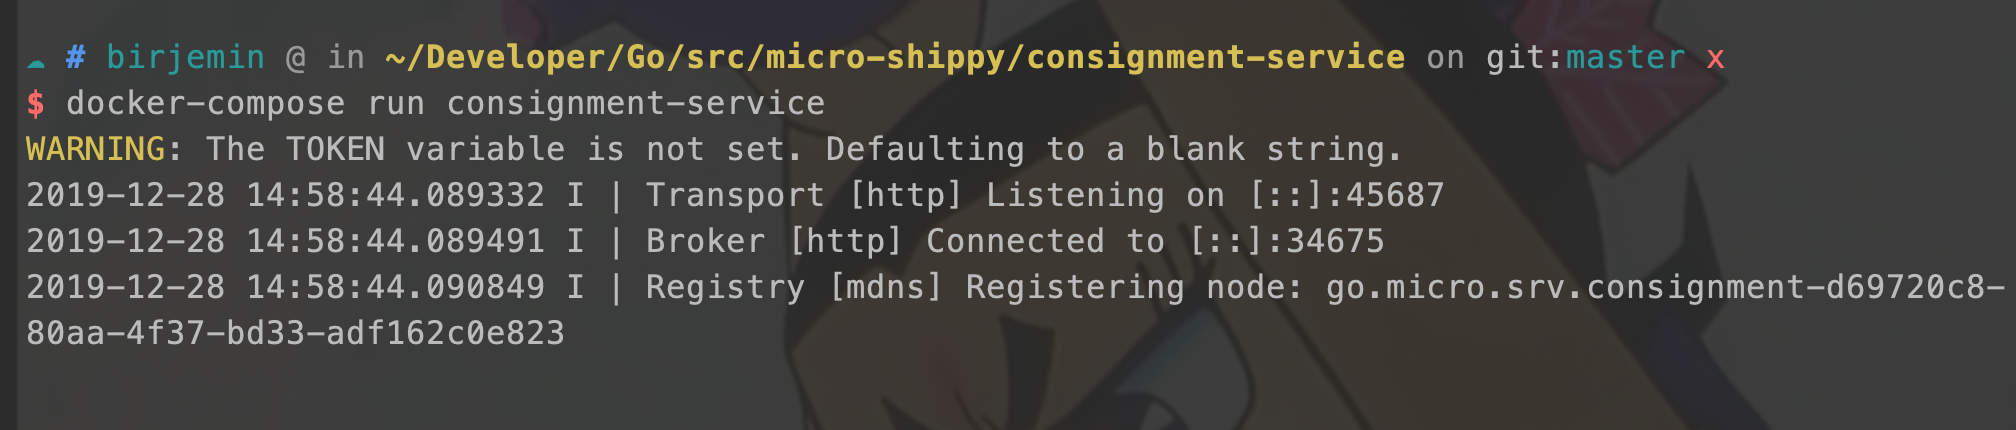 ☁ # birjemin @ in ~/Developer/Go/src/micro-shippy/consignment-service on git:master x
$ docker-compose run consignment-service
WARNING: The TOKEN variable is not set. Defaulting to a blank string.
2019-12-28 14:58:44.089332 I | Transport [http] Listening on [::]:45687
2019-12-28 14:58:44.089491 I | Broker [http] Connected to [::]:34675
2019-12-28 14:58:44.090849 I | Registry [mdns] Registering node: go.micro.srv.consignment-d69720c8-
80aa-4f37-bd33-adf162c0e823